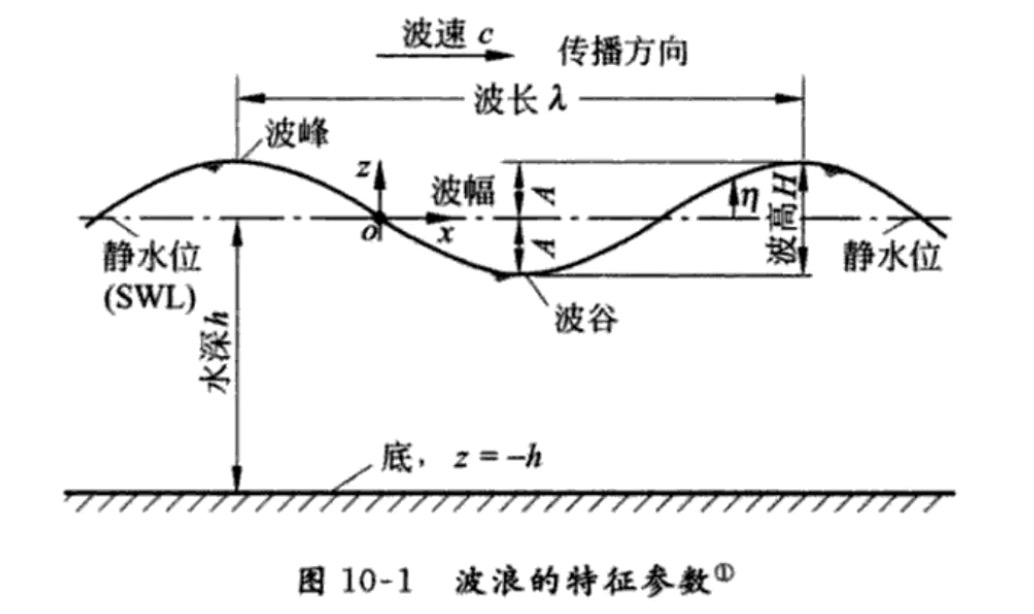 波速 c
传播方向
波长 λ
波峰
z
波幅
A
η
波高H
o
x
A
静水位
(SWL)
静水位
波谷
水深h
底，z = -h
图 10-1 波浪的特征参数①